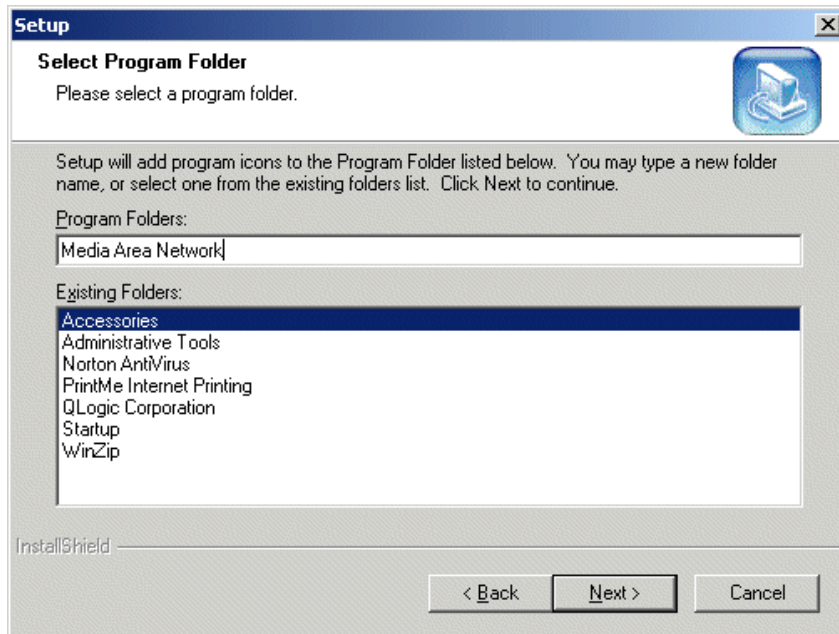 Setup
Select Program Folder
Please select a program folder.
Setup will add program icons to the Program Folder listed below. You may type a new folder
name, or select one from the existing folders list. Click Next to continue.
Program Folders:
Media Area Network
Existing Folders:
Accessories
Administrative Tools
Norton AntiVirus
PrintMe Internet Printing
QLogic Corporation
Startup
WinZip
InstallShield
< Back
Next >
Cancel